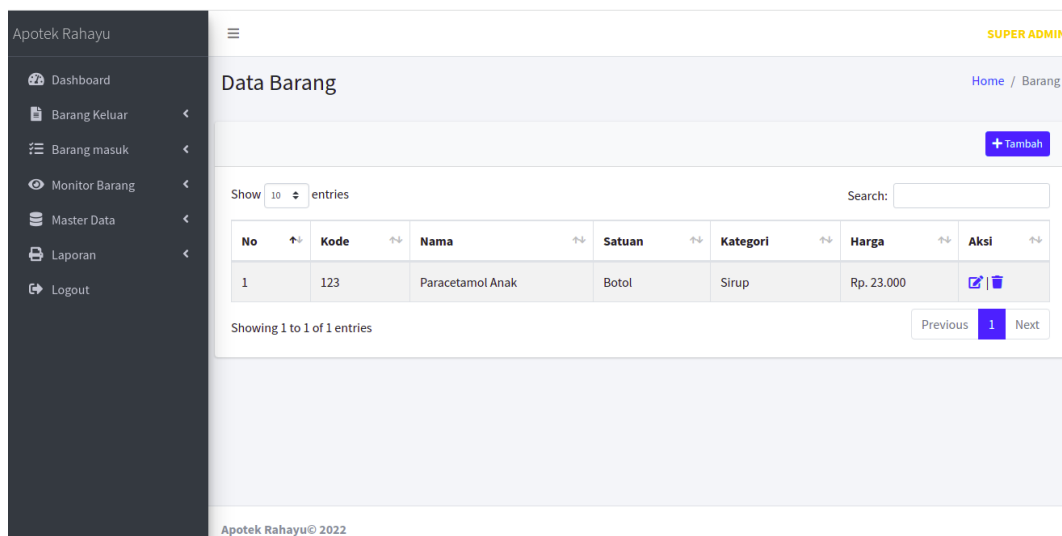 Apotek Rahayu
SUPER ADMIN
Dashboard
Barang Keluar
Barang masuk
Monitor Barang
Master Data
Laporan
Logout
Data Barang
Home / Barang
Tambah
Show 10 entries
Search:
No Kode Nama Satuan Kategori Harga Aksi
1 123 Paracetamol Anak Botol Sirup Rp. 23.000 |
Showing 1 to 1 of 1 entries
Previous 1 Next
Apotek Rahayu© 2022